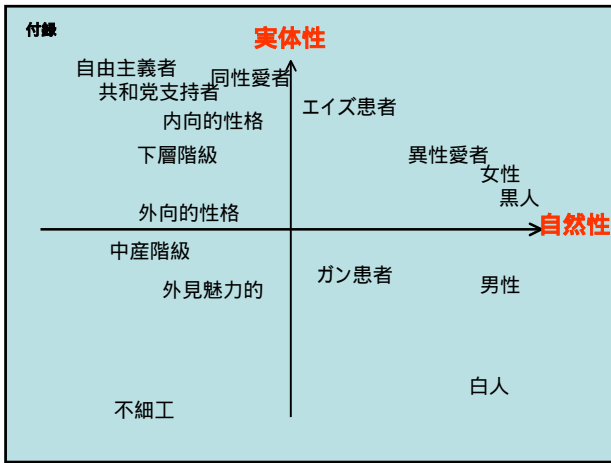 付録
実体性
自由主義者
同性愛者
共和党支持者
エイズ患者
内向的性格
下層階級
異性愛者
女性
黒人
外向的性格
自然性
中産階級
ガン患者
男性
外見魅力的
白人
不細工